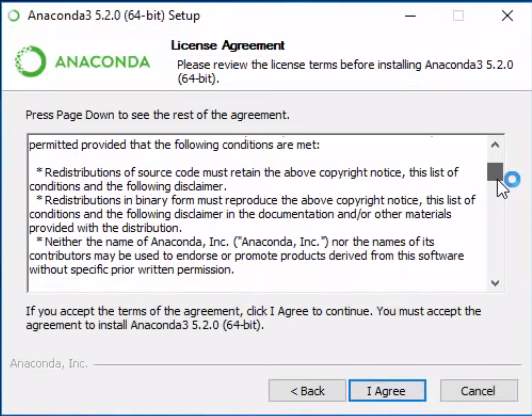 Anaconda3 5.2.0 (64-bit) Setup
License Agreement
Please review the license terms before installing Anaconda3 5.2.0
(64-bit).
ANACONDA
Press Page Down to see the rest of the agreement.
permitted provided that the following conditions are met:
* Redistributions of source code must retain the above copyright notice, this list of
conditions and the following disclaimer.
* Redistributions in binary form must reproduce the above copyright notice, this list of
conditions and the following disclaimer in the documentation and/or other materials
provided with the distribution.
* Neither the name of Anaconda, Inc. ("Anaconda, Inc.") nor the names of its
contributors may be used to endorse or promote products derived from this software
without specific prior written permission.
If you accept the terms of the agreement, click I Agree to continue. You must accept the
agreement to install Anaconda3 5.2.0 (64-bit).
Anaconda, Inc.
< Back
I Agree
Cancel